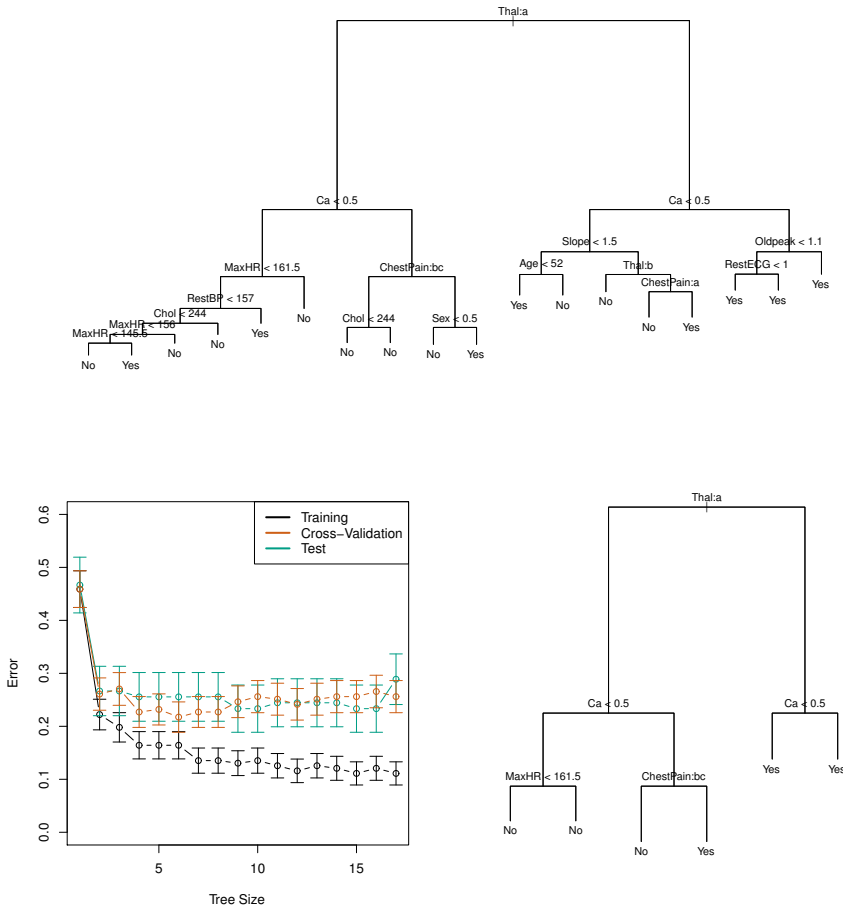 Thal:a
Ca < 0.5
Ca < 0.5
Slope < 1.5
Oldpeak < 1.1
MaxHR < 161.5
ChestPain:bc
Age < 52
Thal:b
RestECG < 1
ChestPain:a
RestBP < 157
Chol < 244
MaxHR < 156
MaxHR < 145.5
Chol < 244
Sex < 0.5
Yes
No
No
No
Yes
Yes
Yes
Yes
No
Yes
No
No
No
Yes
No
No
No
Yes
0.0
0.1
0.2
0.3
0.4
0.5
0.6
Error
Training
Cross−Validation
Test
5
10
15
Tree Size
Thal:a
Ca < 0.5
Ca < 0.5
MaxHR < 161.5
ChestPain:bc
Yes
Yes
No
No
No
Yes